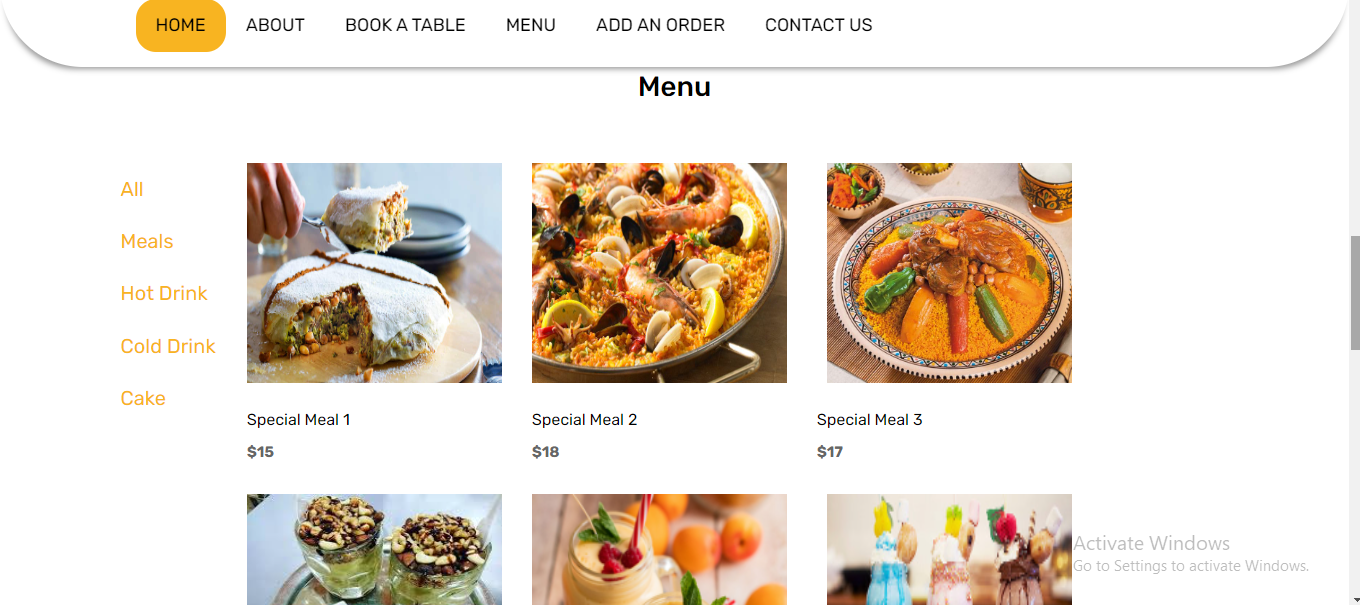 HOME ABOUT BOOK A TABLE MENU ADD AN ORDER CONTACT US
Menu
All
Meals
Hot Drink
Cold Drink
Cake
Special Meal 1
$15
Special Meal 2
$18
Special Meal 3
$17
Activate Windows
Go to Settings to activate Windows.